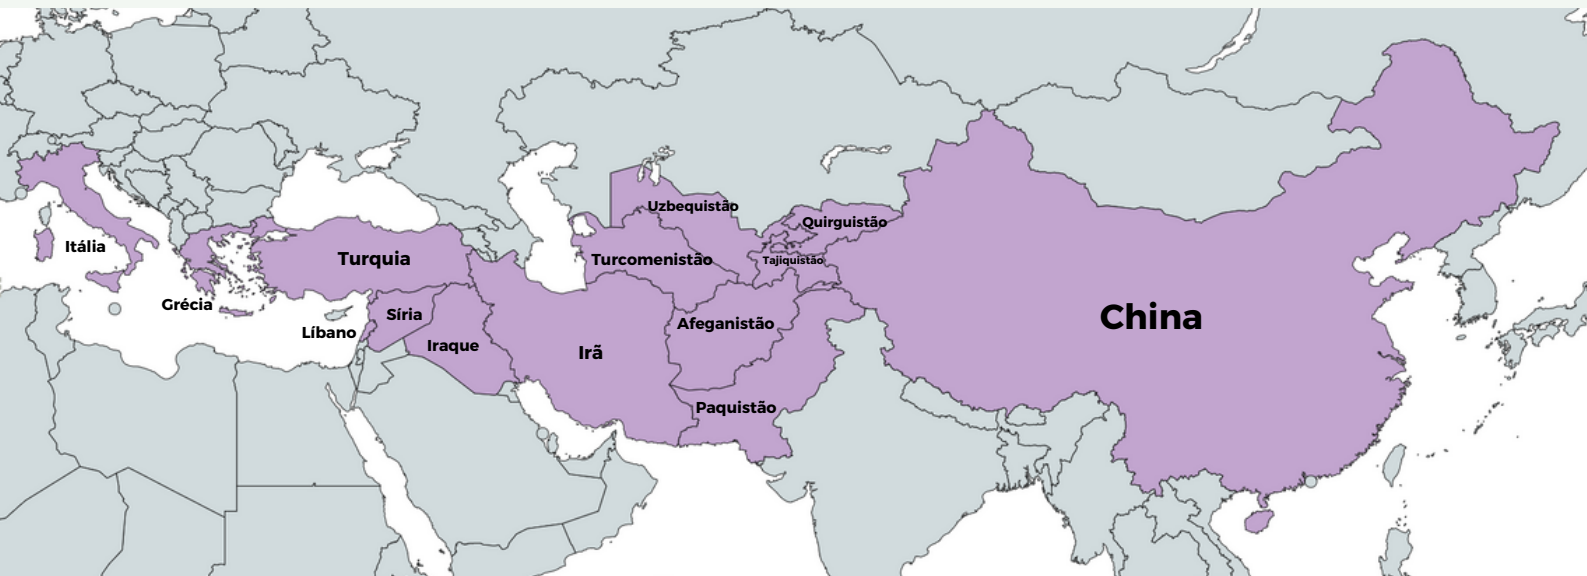 Itália
Grécia
Turquia
Líbano
Síria
Iraque
Irã
Turcomenistão
Uzbequistão
Quirguistão
Tajiquistão
Afeganistão
Paquistão
China